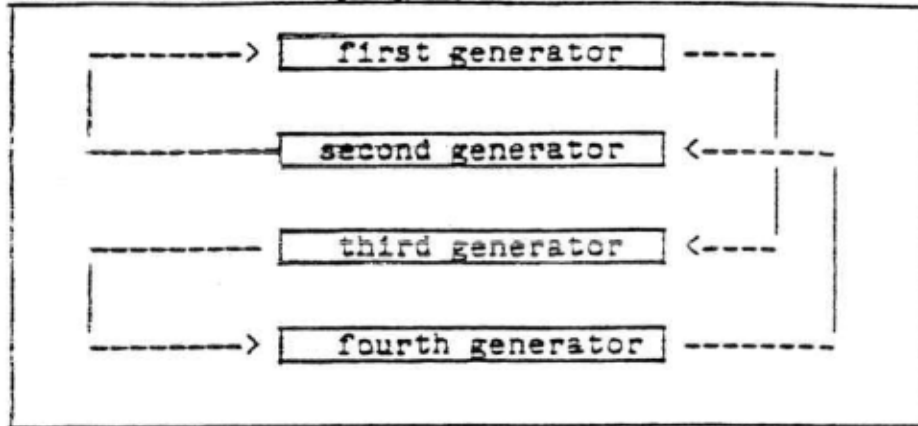 first generator
second generator
third generator
fourth generator